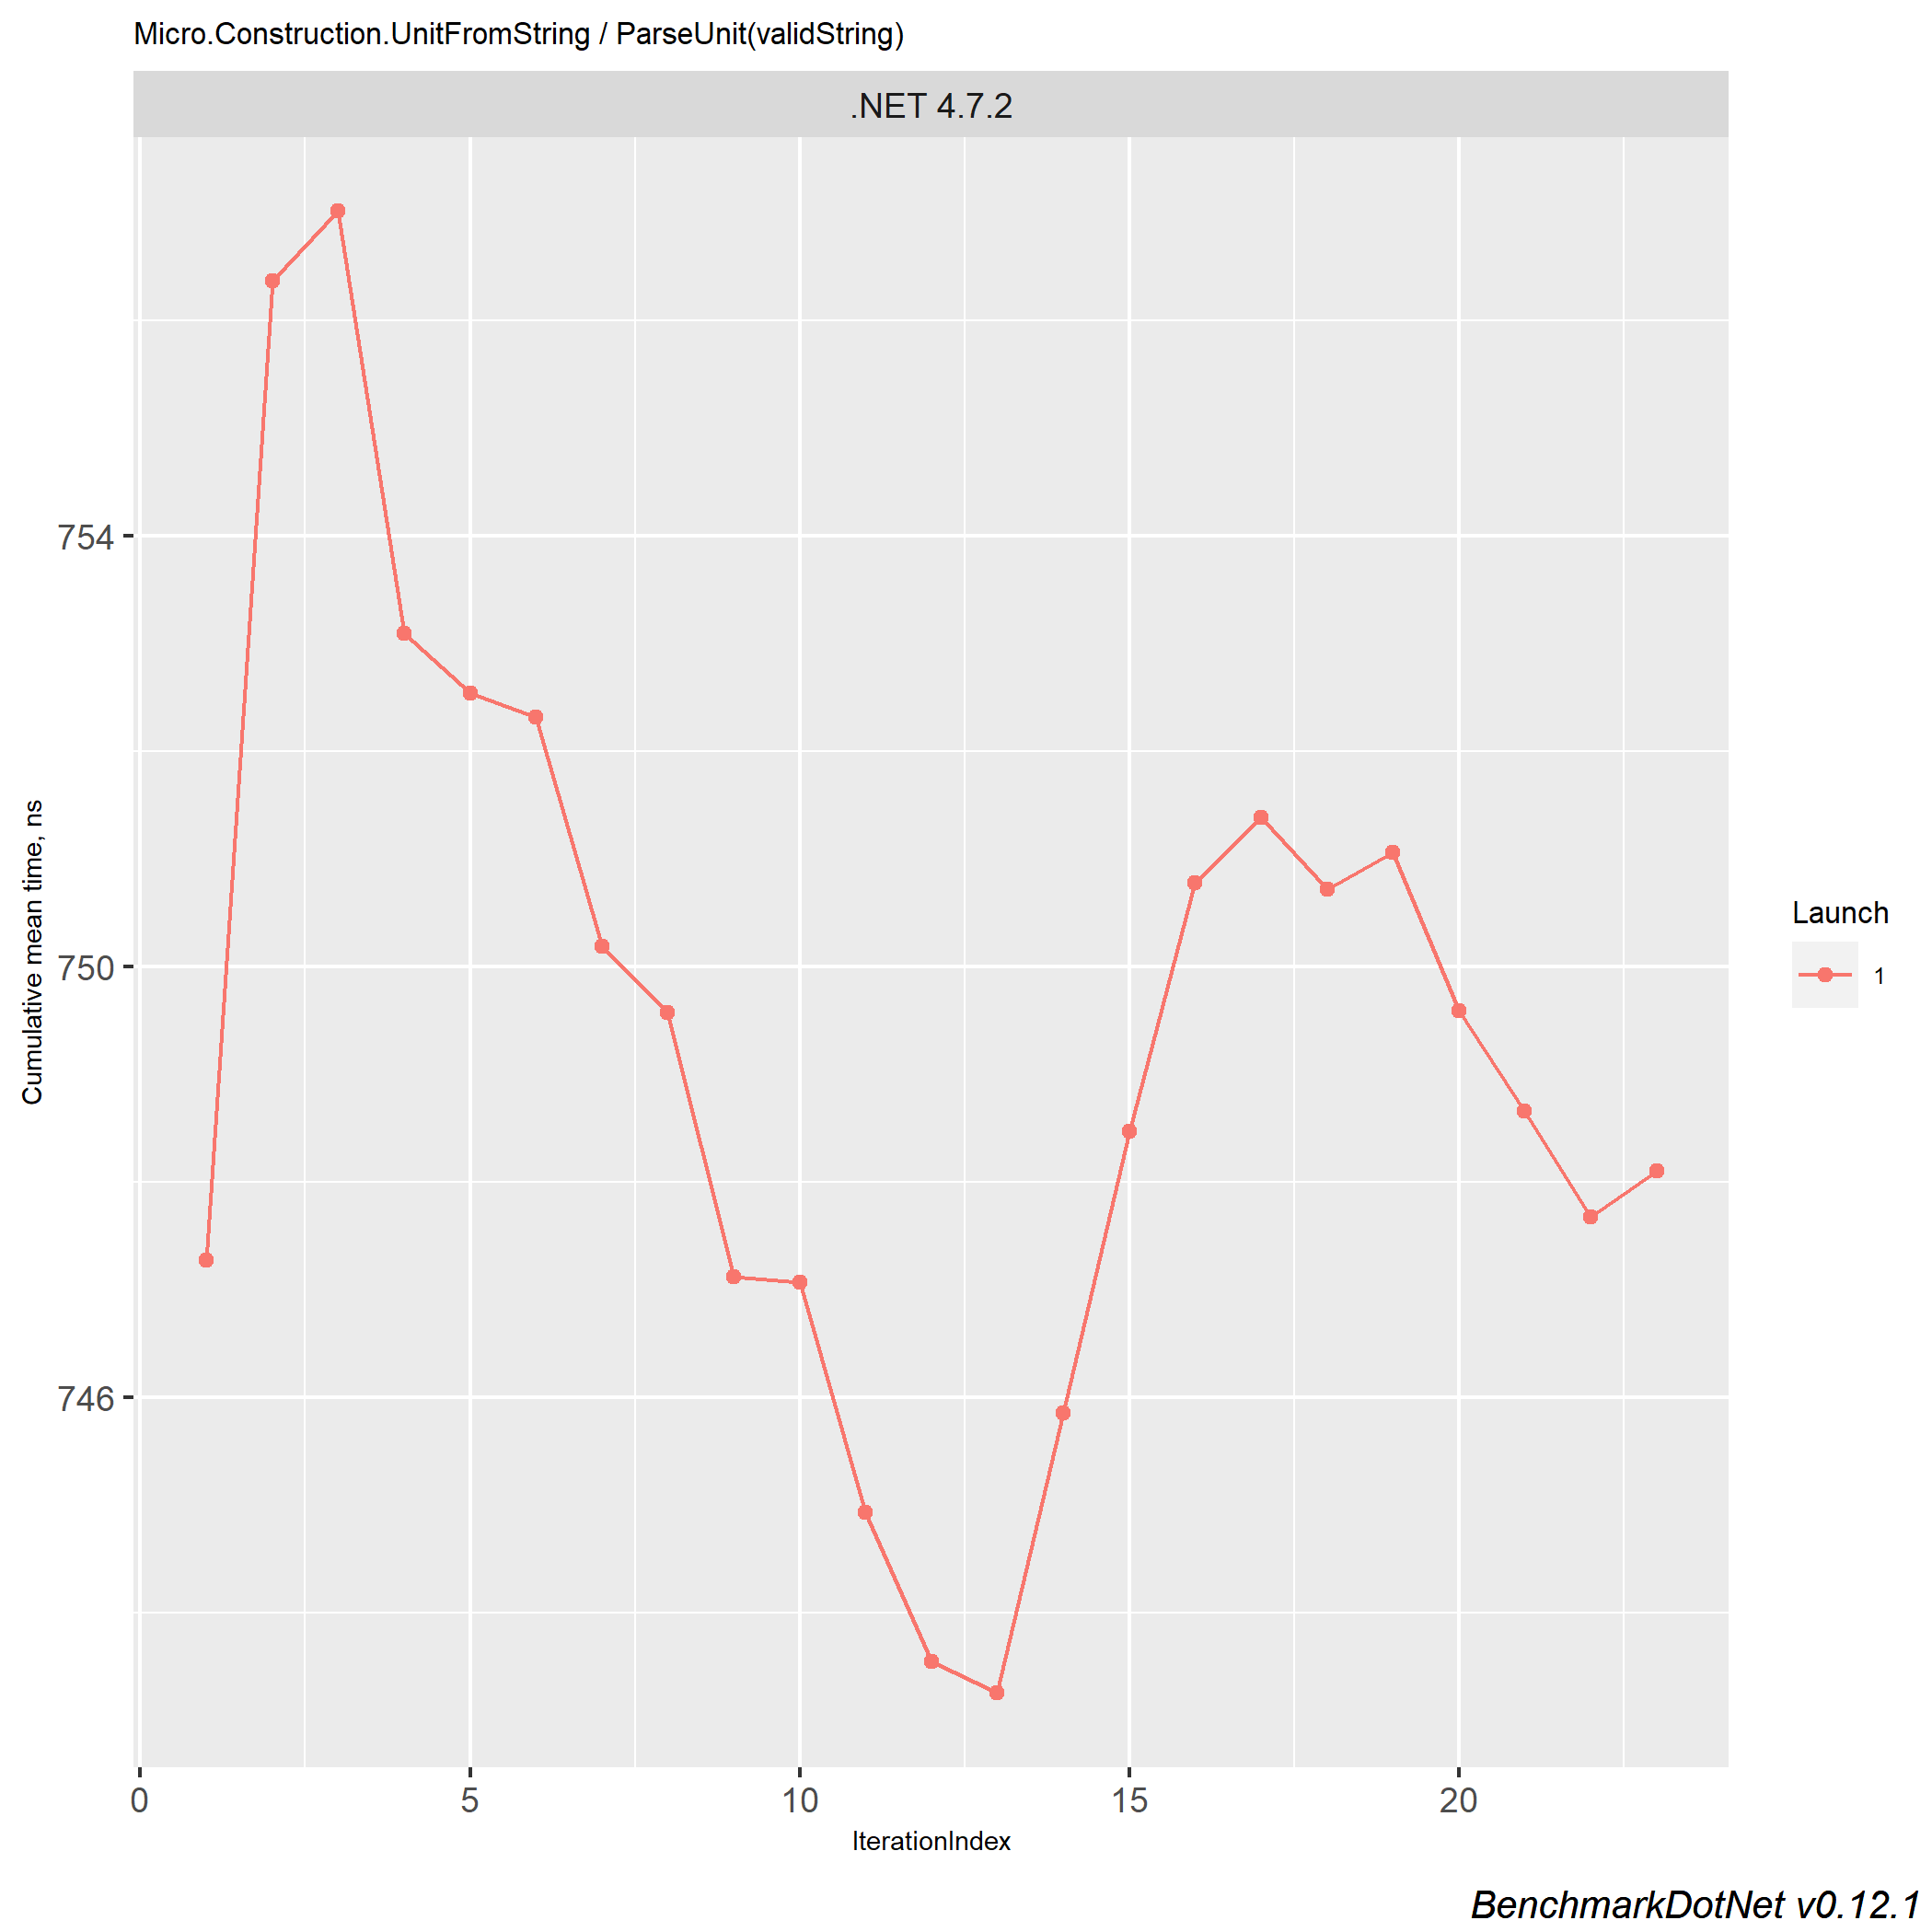 Micro.Construction.UnitFromString / ParseUnit(validString)
.NET 4.7.2
754
750
746
Cumulative mean time, ns
0 5 10 15 20
IterationIndex
Launch
1
BenchmarkDotNet v0.12.1